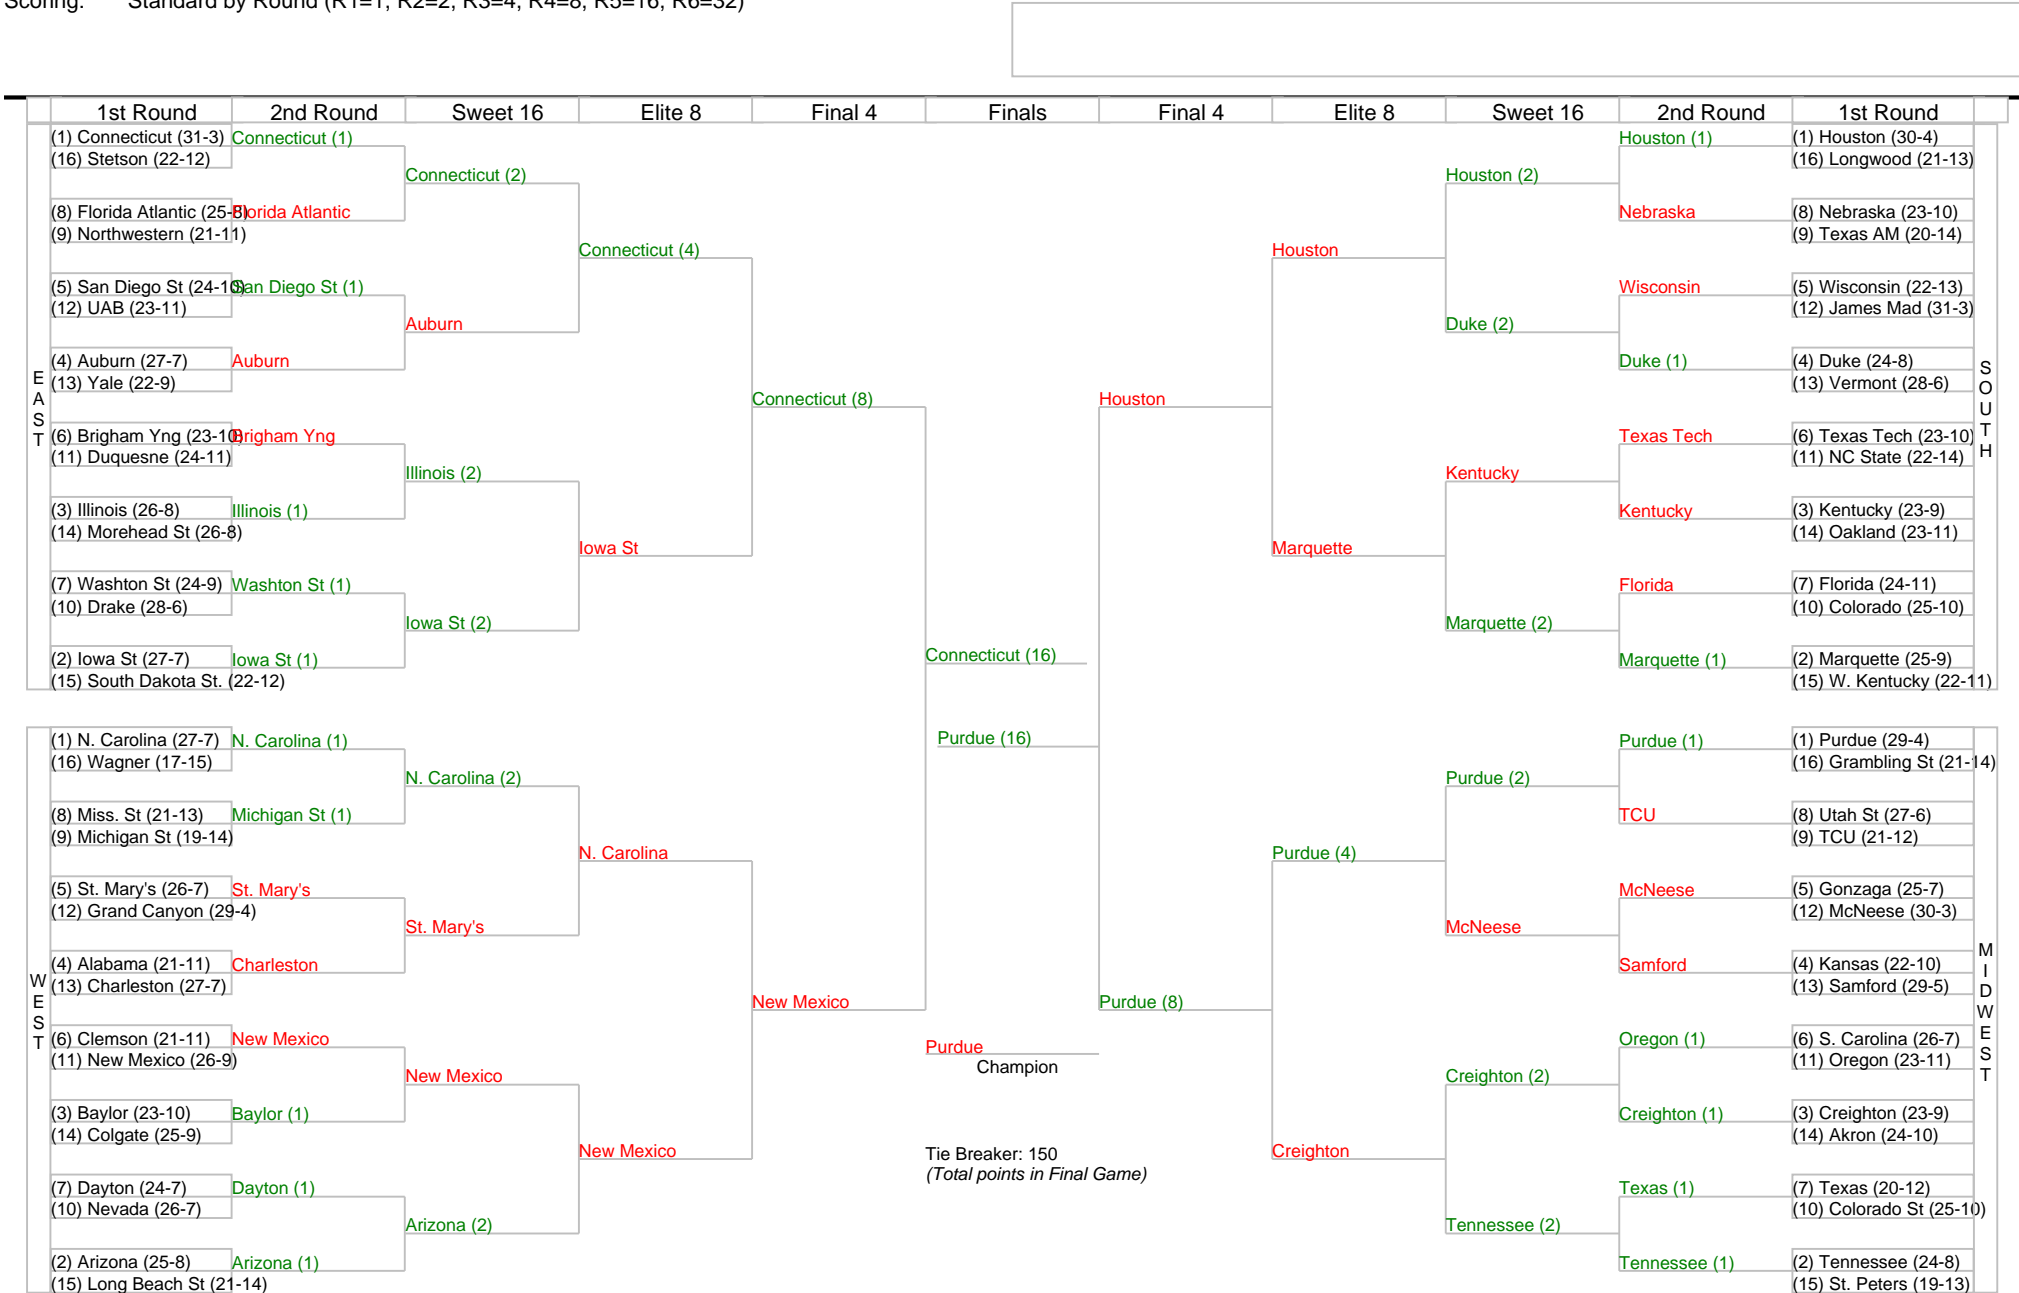 Scoring: Standard by Round (R1=1, R2=2, R3=4, R4=8, R5=16, R6=32)
1st Round 2nd Round Sweet 16 Elite 8 Final 4 Finals Final 4 Elite 8 Sweet 16 2nd Round 1st Round
EAST
(1) Connecticut (31-3)
(16) Stetson (22-12)
(8) Florida Atlantic (25-8)
(9) Northwestern (21-11)
(5) San Diego St (24-10)
(12) UAB (23-11)
(4) Auburn (27-7)
(13) Yale (22-9)
(6) Brigham Yng (23-10)
(11) Duquesne (24-11)
(3) Illinois (26-8)
(14) Morehead St (26-8)
(7) Washton St (24-9)
(10) Drake (28-6)
(2) Iowa St (27-7)
(15) South Dakota St. (22-12)
Connecticut (1)
Florida Atlantic
San Diego St (1)
Auburn
Brigham Yng
Illinois (1)
Washton St (1)
Iowa St (1)
Connecticut (2)
Auburn
Illinois (2)
Iowa St (2)
Connecticut (4)
Iowa St
Connecticut (8)
WEST
(1) N. Carolina (27-7)
(16) Wagner (17-15)
(8) Miss. St (21-13)
(9) Michigan St (19-14)
(5) St. Mary's (26-7)
(12) Grand Canyon (29-4)
(4) Alabama (21-11)
(13) Charleston (27-7)
(6) Clemson (21-11)
(11) New Mexico (26-9)
(3) Baylor (23-10)
(14) Colgate (25-9)
(7) Dayton (24-7)
(10) Nevada (26-7)
(2) Arizona (25-8)
(15) Long Beach St (21-14)
N. Carolina (1)
Michigan St (1)
St. Mary's
Charleston
New Mexico
Baylor (1)
Dayton (1)
Arizona (1)
N. Carolina (2)
St. Mary's
New Mexico
Arizona (2)
N. Carolina
New Mexico
New Mexico
Connecticut (16)
Purdue (16)
Purdue
Champion
Tie Breaker: 150
(Total points in Final Game)
Houston
Houston
Marquette
Houston (2)
Duke (2)
Kentucky
Marquette (2)
Houston (1)
Nebraska
Wisconsin
Duke (1)
Texas Tech
Kentucky
Florida
Marquette (1)
(1) Houston (30-4)
(16) Longwood (21-13)
(8) Nebraska (23-10)
(9) Texas AM (20-14)
(5) Wisconsin (22-13)
(12) James Mad (31-3)
(4) Duke (24-8)
(13) Vermont (28-6)
(6) Texas Tech (23-10)
(11) NC State (22-14)
(3) Kentucky (23-9)
(14) Oakland (23-11)
(7) Florida (24-11)
(10) Colorado (25-10)
(2) Marquette (25-9)
(15) W. Kentucky (22-11)
SOUTH
Purdue (8)
Purdue (4)
Creighton
Purdue (2)
McNeese
Creighton (2)
Tennessee (2)
Purdue (1)
TCU
McNeese
Samford
Oregon (1)
Creighton (1)
Texas (1)
Tennessee (1)
(1) Purdue (29-4)
(16) Grambling St (21-14)
(8) Utah St (27-6)
(9) TCU (21-12)
(5) Gonzaga (25-7)
(12) McNeese (30-3)
(4) Kansas (22-10)
(13) Samford (29-5)
(6) S. Carolina (26-7)
(11) Oregon (23-11)
(3) Creighton (23-9)
(14) Akron (24-10)
(7) Texas (20-12)
(10) Colorado St (25-10)
(2) Tennessee (24-8)
(15) St. Peters (19-13)
MIDWEST